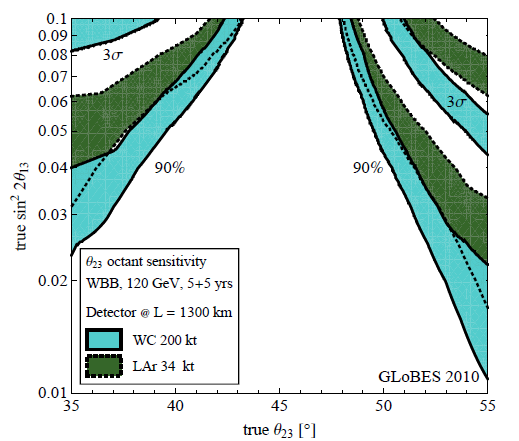 0.1
0.09
0.08
0.07
0.06
0.05
0.04
0.03
0.02
0.01
true sin² 2θ₁₃
3σ
3σ
90%
90%
θ₂₃ octant sensitivity
WBB, 120 GeV, 5+5 yrs
Detector @ L = 1300 km
WC 200 kt
LAr 34 kt
GLoBES 2010
35 40 45 50 55
true θ₂₃ [°]